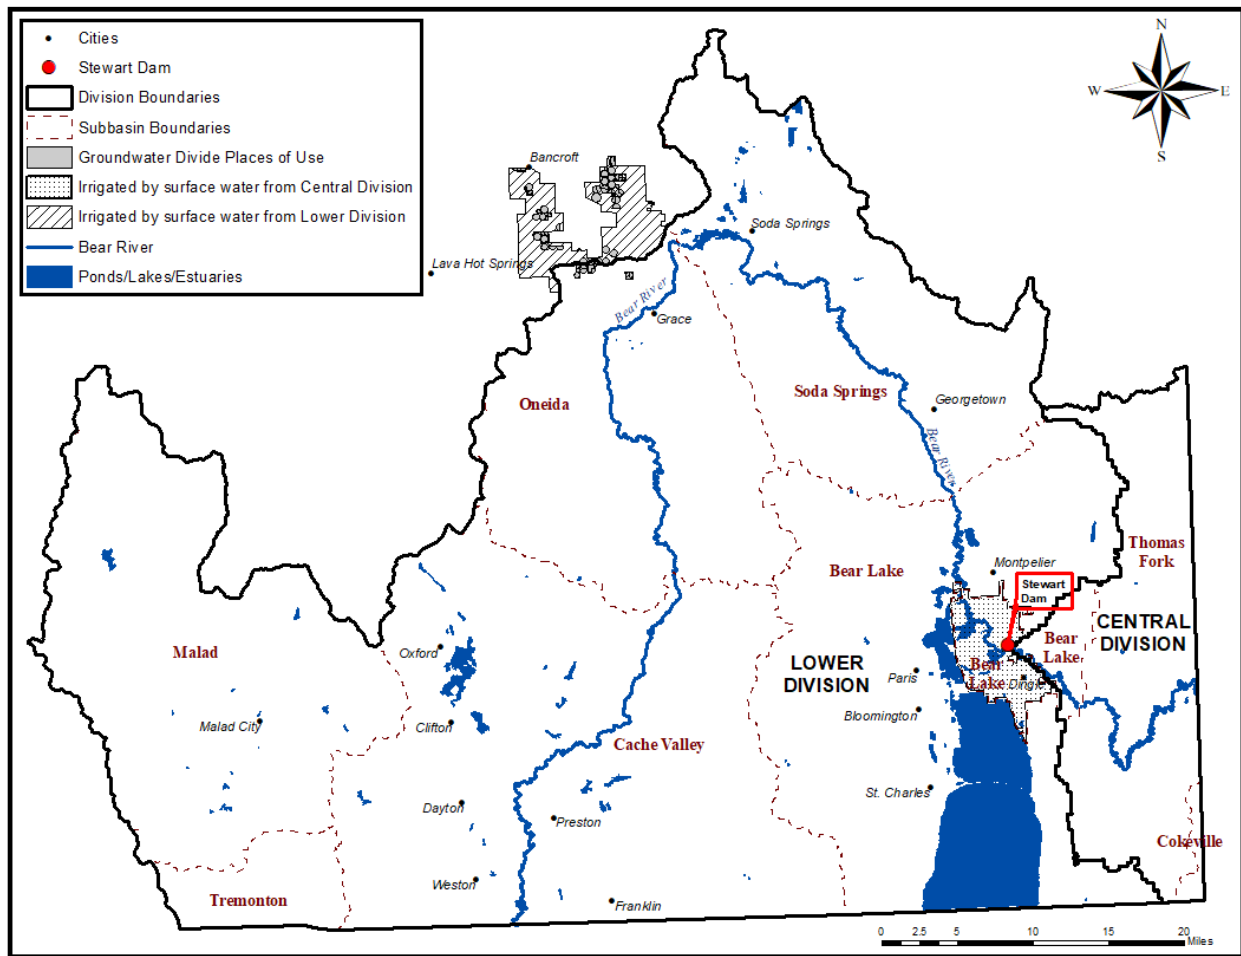 Cities
Stewart Dam
Division Boundaries
Subbasin Boundaries
Groundwater Divide Places of Use
Irrigated by surface water from Central Division
Irrigated by surface water from Lower Division
Bear River
Ponds/Lakes/Estuaries
N
W
E
S
Bancroft
Soda Springs
Lava Hot Springs
Bear River
Grace
Oneida
Soda Springs
Georgetown
Bear River
Thomas
Fork
Montpelier
Bear Lake
Stewart
Dam
CENTRAL
DIVISION
Bear
Lake
Malad
Oxford
LOWER
DIVISION
Paris
Bear
Lake
Malad City
Clifton
Bloomington
Cache Valley
St. Charles
Dayton
Preston
Cokeville
Weston
Tremonton
Franklin
0 2.5 5 10 15 20
Miles